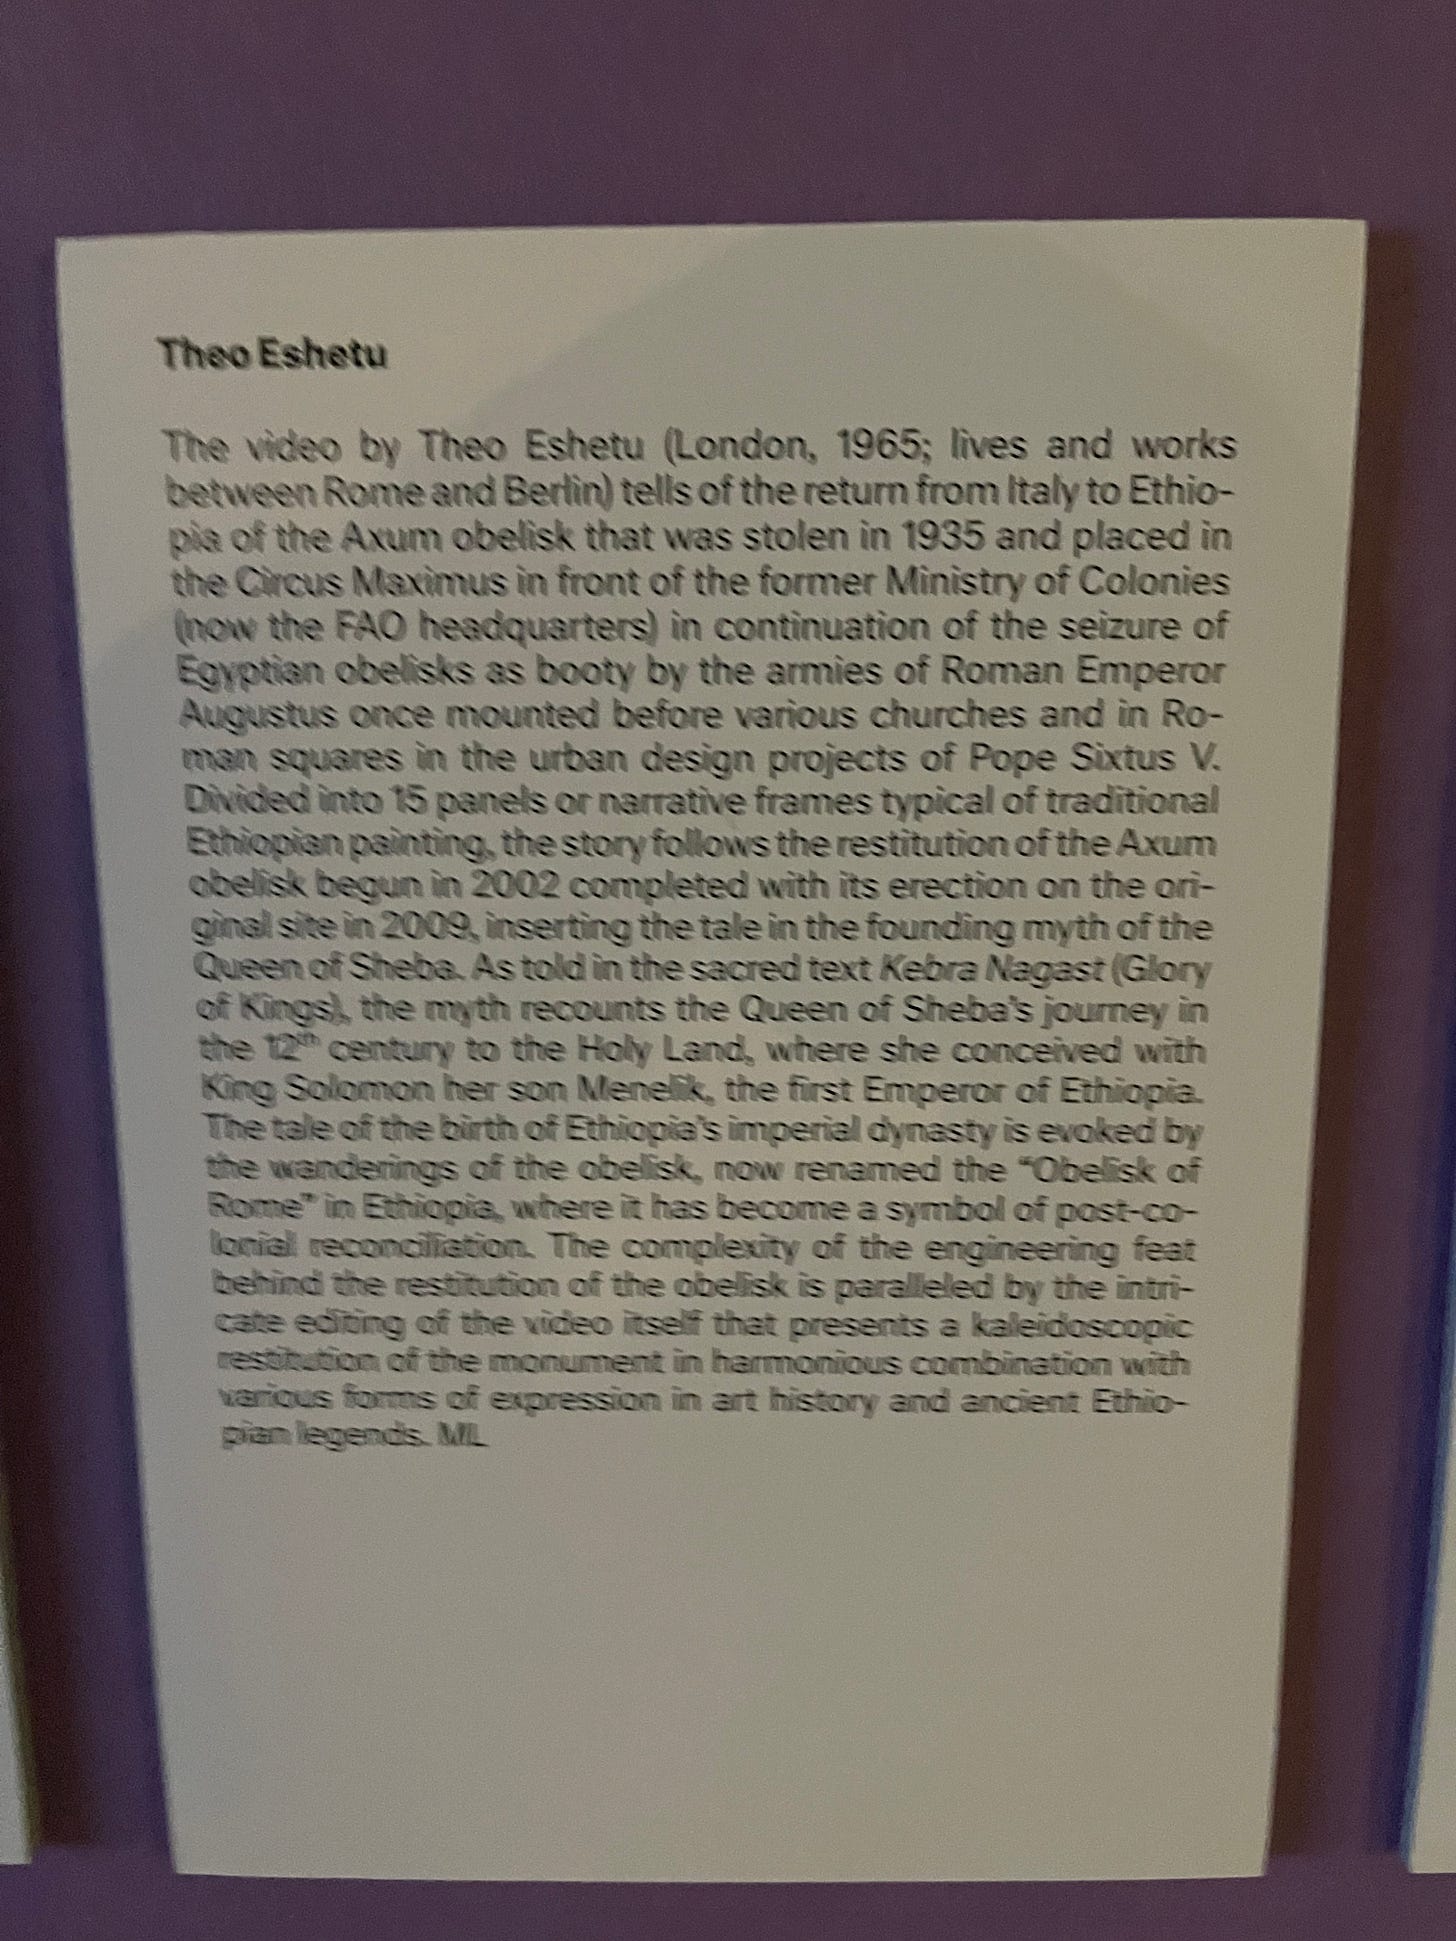 Theo Eshetu
The video by Theo Eshetu (London, 1965; lives and works
between Rome and Berlin) tells of the return from Italy to Ethio-
pia of the Axum obelisk that was stolen in 1935 and placed in
the Circus Maximus in front of the former Ministry of Colonies
(now the FAO headquarters) in continuation of the seizure of
Egyptian obelisks as booty by the armies of Roman Emperor
Augustus once mounted before various churches and in Ro-
man squares in the urban design projects of Pope Sixtus V.
Divided into 15 panels or narrative frames typical of traditional
Ethiopian painting, the story follows the restitution of the Axum
obelisk begun in 2002 completed with its erection on the ori-
ginal site in 2009, inserting the tale in the founding myth of the
Queen of Sheba. As told in the sacred text Kebra Nagast (Glory
of Kings), the myth recounts the Queen of Sheba's journey in
the 12th century to the Holy Land, where she conceived with
King Solomon her son Menelik, the first Emperor of Ethiopia.
The tale of the birth of Ethiopia's imperial dynasty is evoked by
the wanderings of the obelisk, now renamed the "Obelisk of
Rome" in Ethiopia, where it has become a symbol of post-co-
lonial reconciliation. The complexity of the engineering feat
behind the restitution of the obelisk is paralleled by the intri-
cate editing of the video itself that presents a kaleidoscopic
restitution of the monument in harmonious combination with
various forms of expression in art history and ancient Ethio-
pian legends. ML